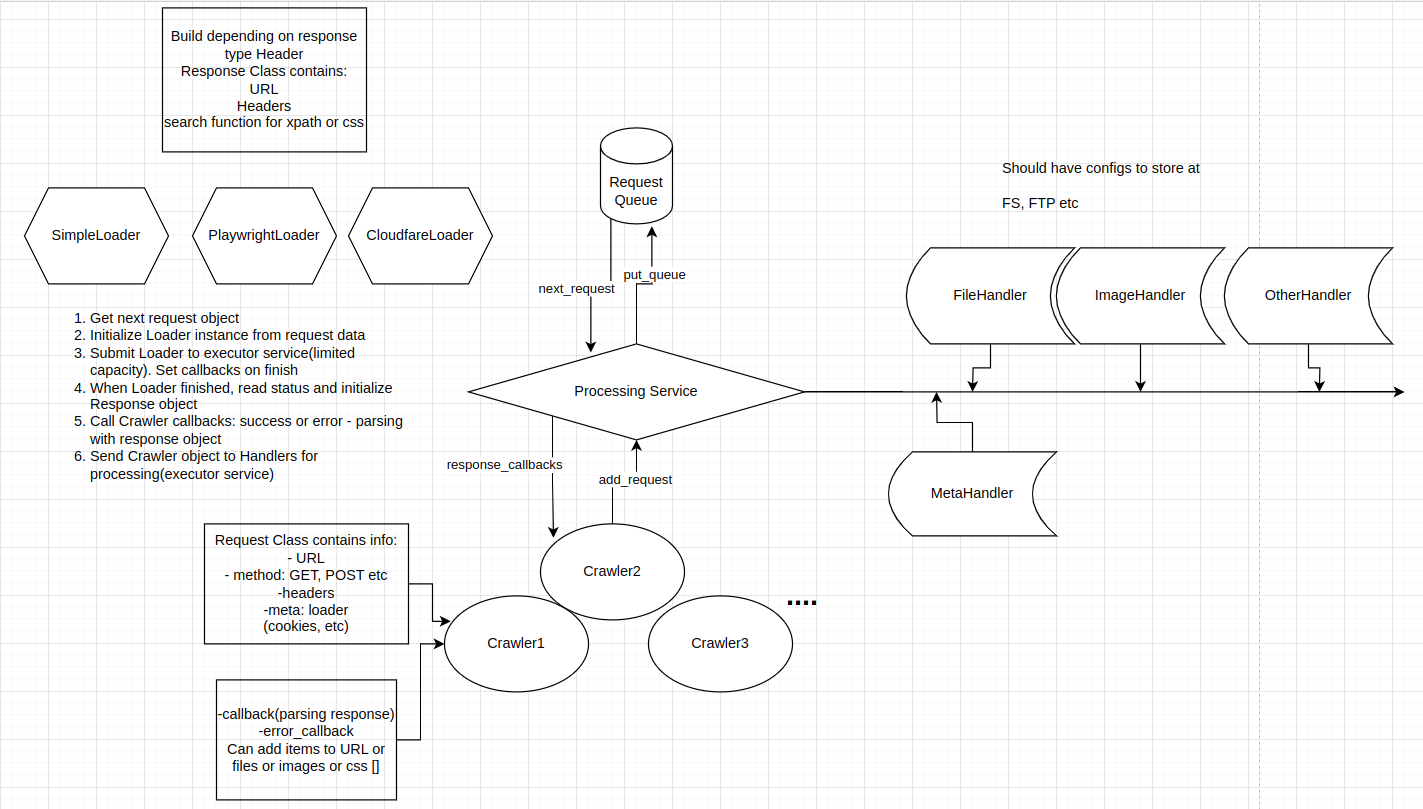 Build depending on response
type Header
Response Class contains:
URL
Headers
search function for xpath or css
SimpleLoader
PlaywrightLoader
CloudfareLoader
Request
Queue
next_request
put_queue
Should have configs to store at
FS, FTP etc
FileHandler
ImageHandler
OtherHandler
1. Get next request object
2. Initialize Loader instance from request data
3. Submit Loader to executor service(limited
capacity). Set callbacks on finish
4. When Loader finished, read status and initialize
Response object
5. Call Crawler callbacks: success or error - parsing
with response object
6. Send Crawler object to Handlers for
processing(executor service)
Processing Service
response_callbacks
add_request
MetaHandler
Request Class contains info:
- URL
- method: GET, POST etc
-headers
-meta: loader
(cookies, etc)
Crawler2
Crawler1
Crawler3
....
-callback(parsing response)
-error_callback
Can add items to URL or
files or images or css []